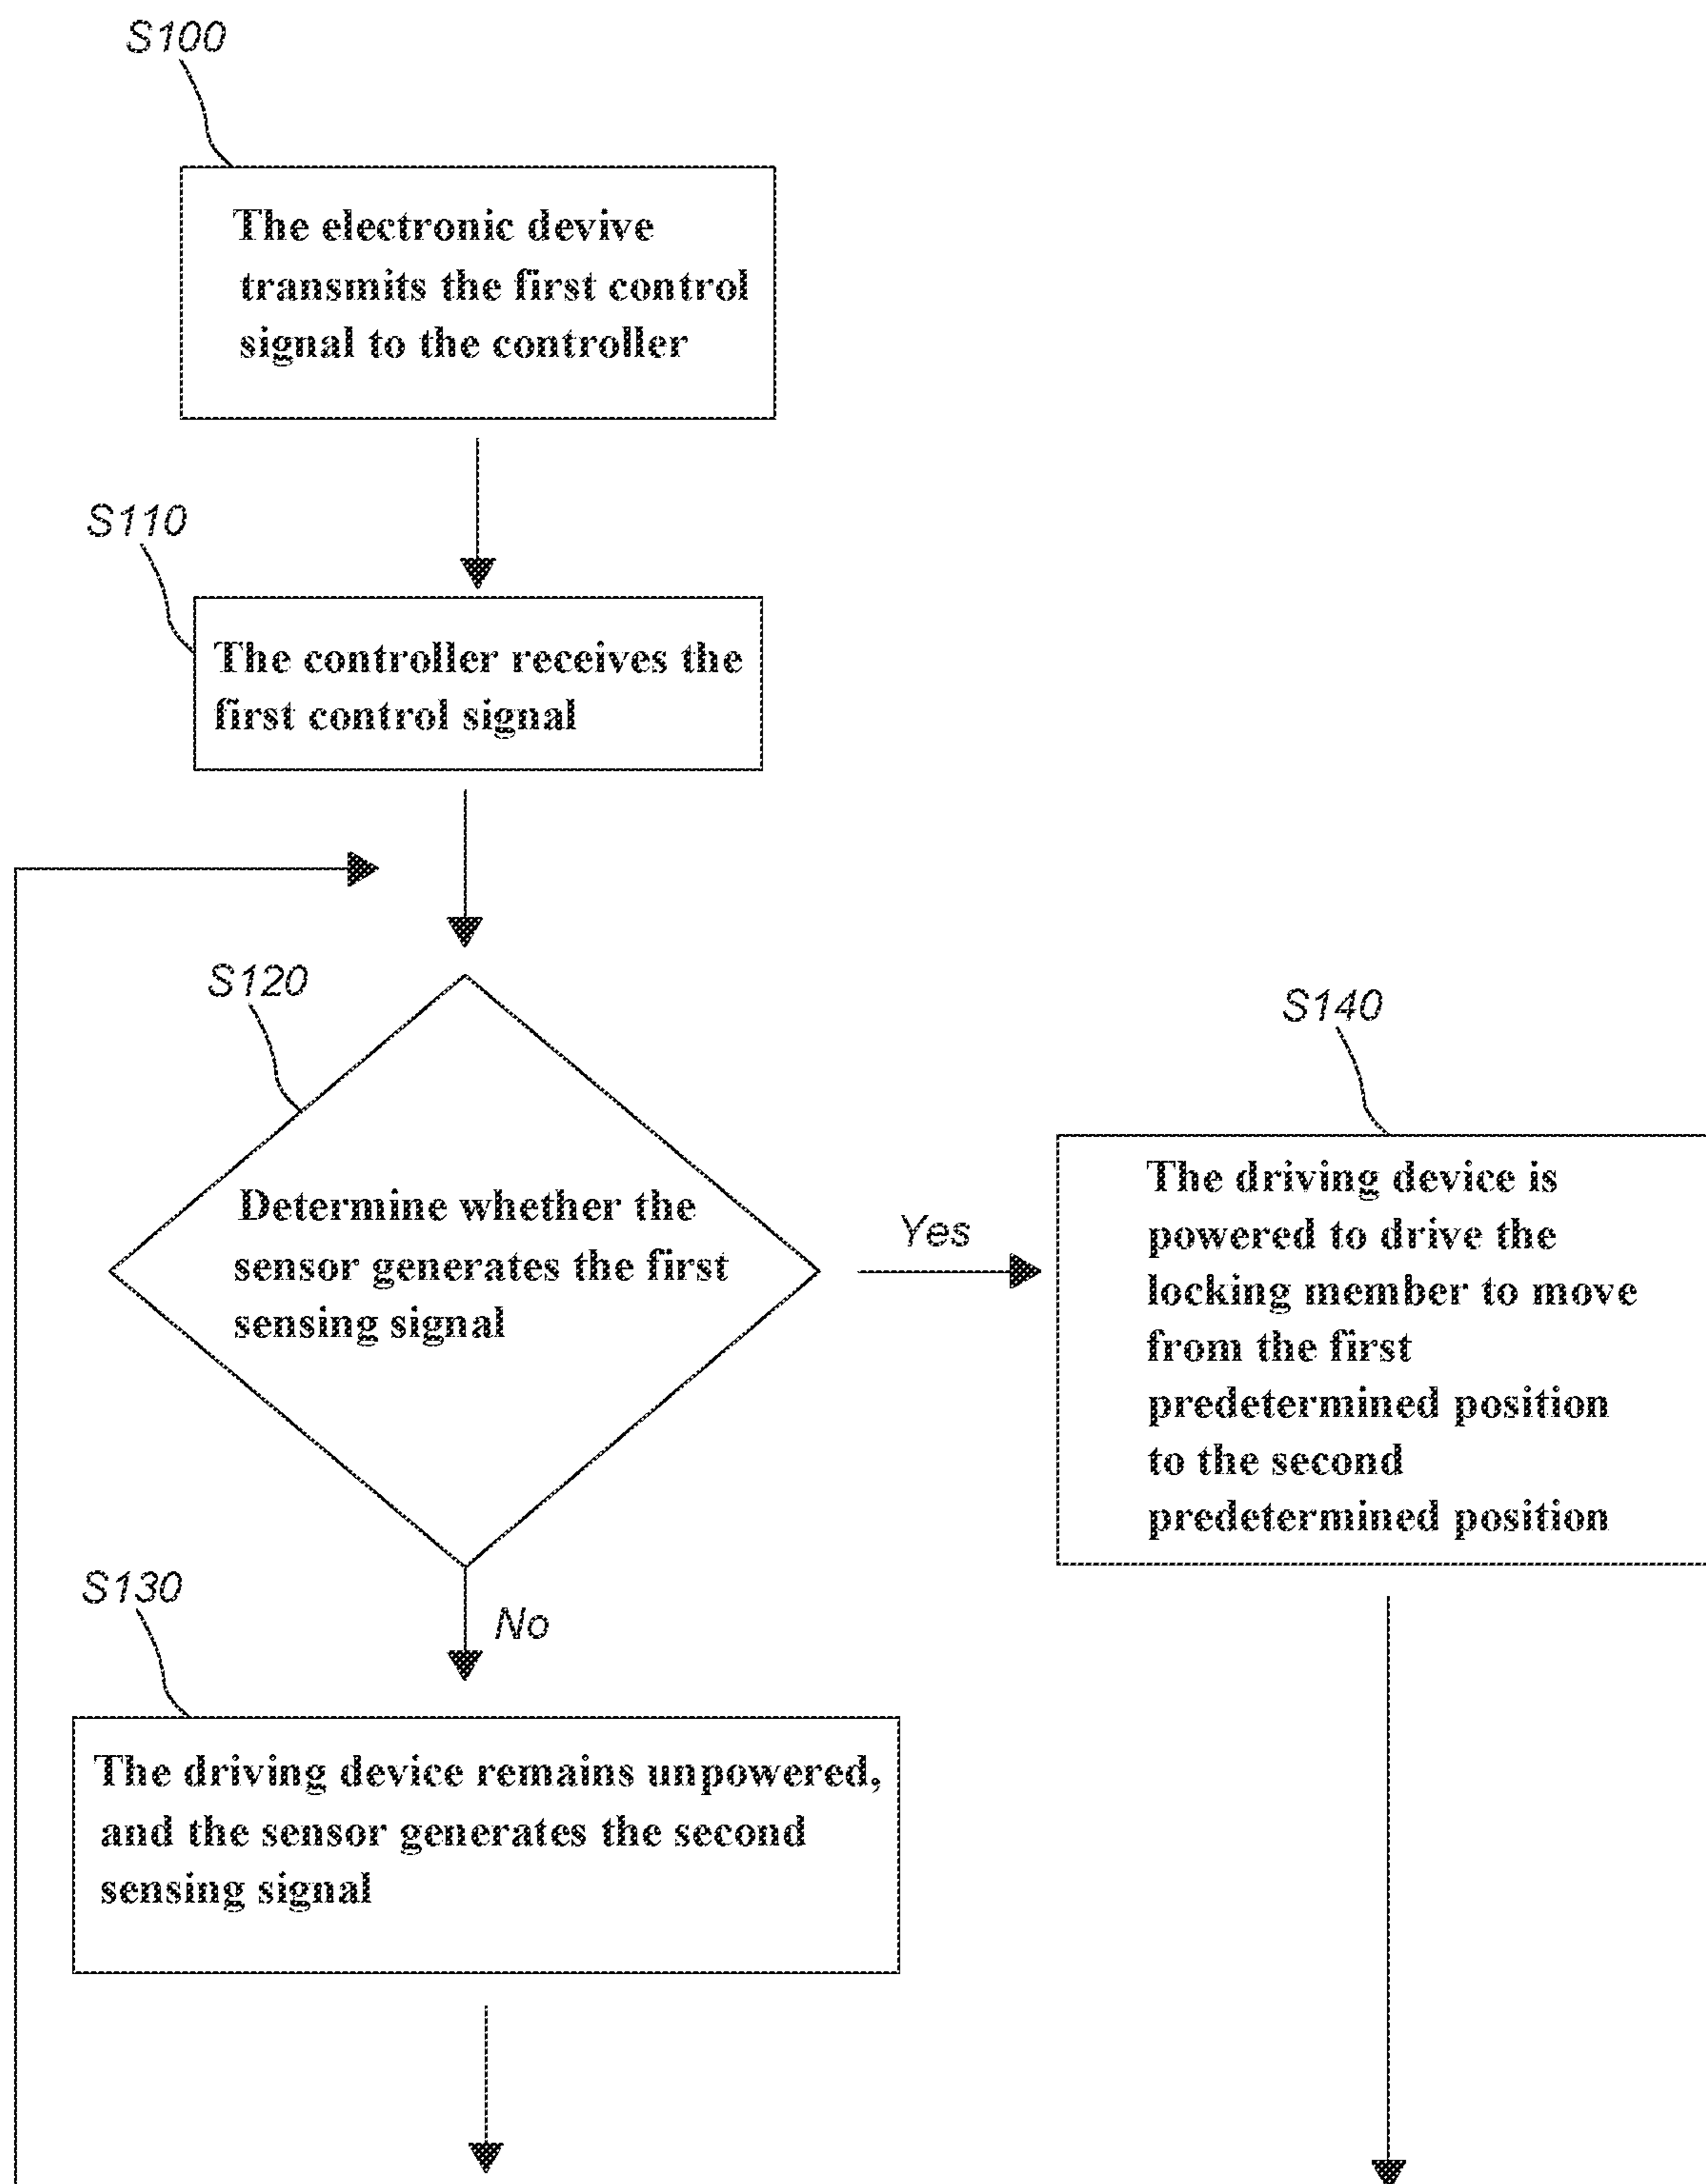 S100
The electronic devive
transmits the first control
signal to the controller
S110
The controller receives the
first control signal
S120
Determine whether the
sensor generates the first
sensing signal
Yes
S140
The driving device is
powered to drive the
locking member to move
from the first
predetermined position
to the second
predetermined position
No
S130
The driving device remains unpowered,
and the sensor generates the second
sensing signal